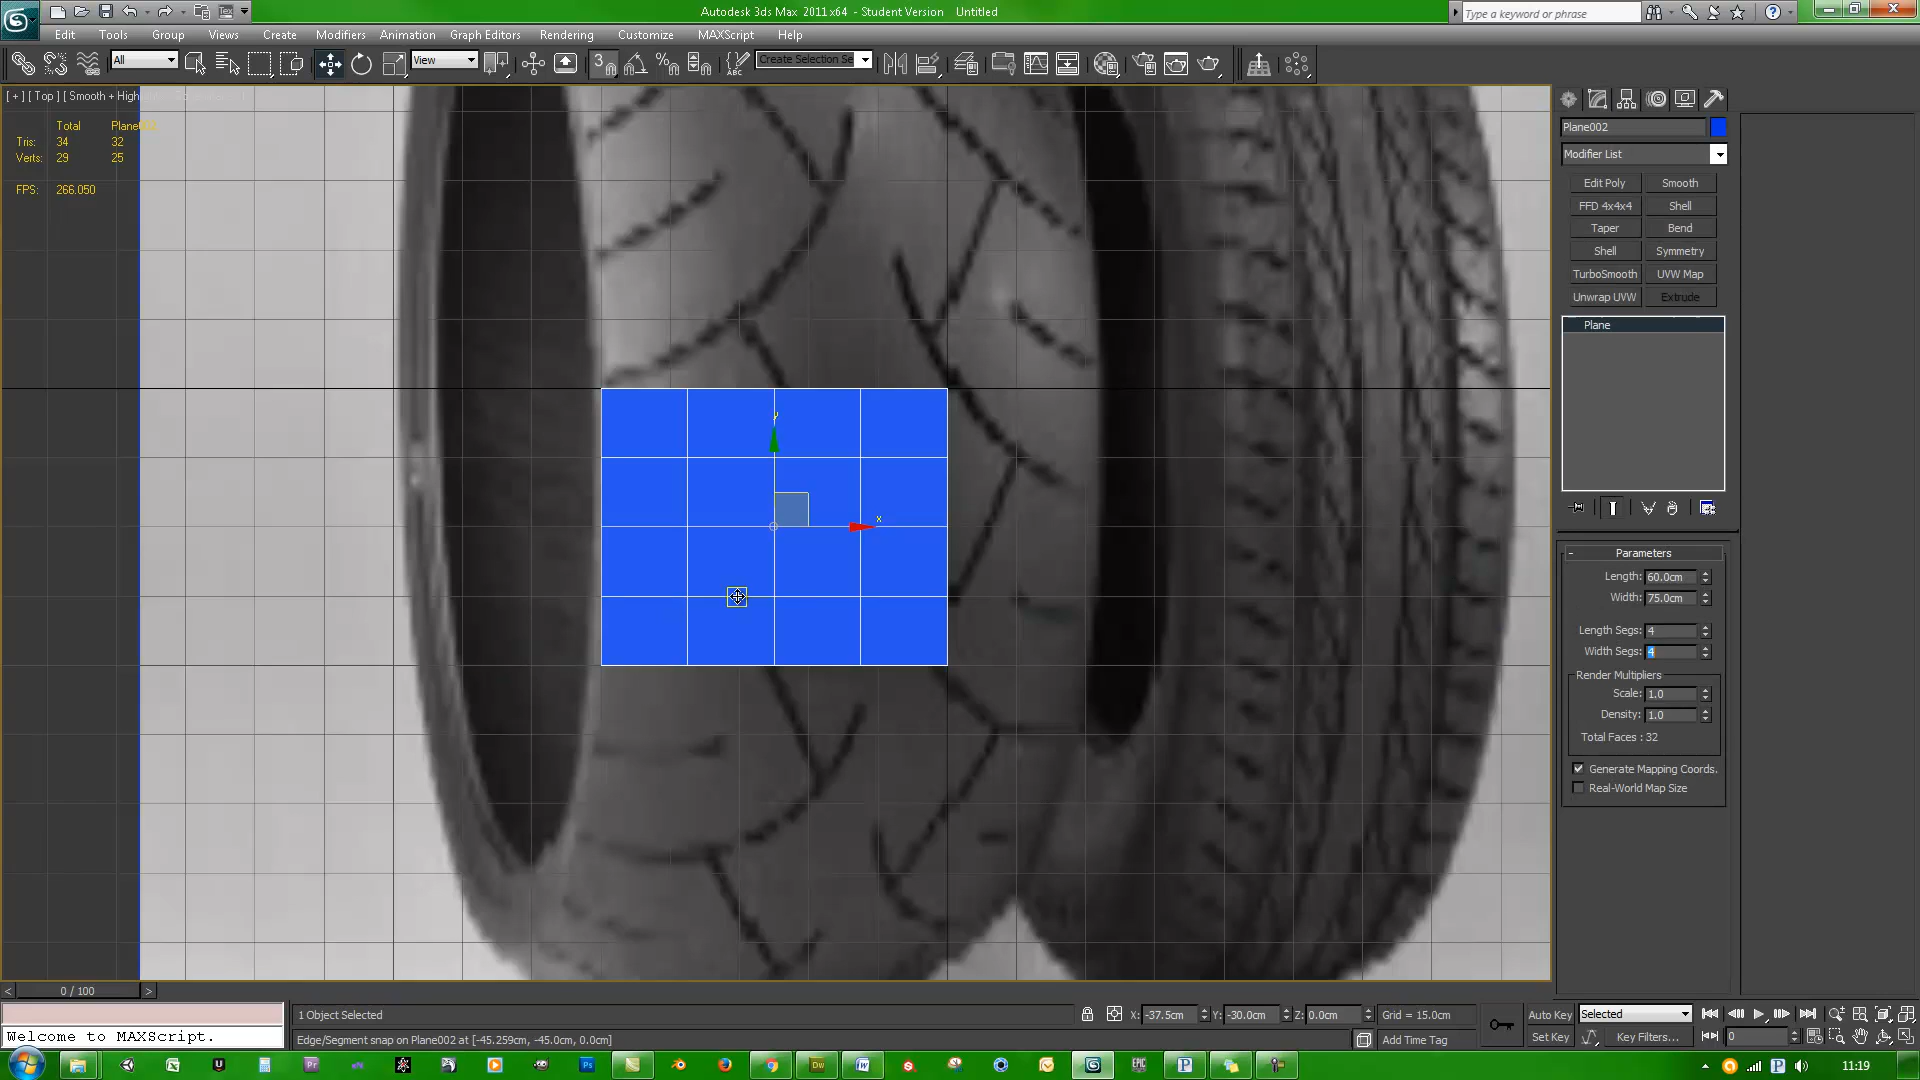 Autodesk 3ds Max 2011 x64 - Student Version Untitled
Type a keyword or phrase
Edit Tools Group Views Create Modifiers Animation Graph Editors Rendering Customize MAXScript Help
All
View
3
Create Selection Se
[ + ] [ Top ] [ Smooth + High
Total
Tris: 34 32
Verts: 29 25
FPS: 266.050
Plane002
Modifier List
Edit Poly Smooth
FFD 4x4x4 Shell
Taper Bend
Shell Symmetry
TurboSmooth UVW Map
Unwrap UVW Extrude
Plane
y
x
- Parameters
Length: 60.0cm
Width: 75.0cm
Length Segs: 4
Width Segs: 4
Render Multipliers
Scale: 1.0
Density: 1.0
Total Faces : 32
Generate Mapping Coords.
Real-World Map Size
< 0 / 100 >
Welcome to MAXScript.
1 Object Selected
X: -37.5cm Y: -30.0cm Z: 0.0cm Grid = 15.0cm
Auto Key Selected
Edge/Segment snap on Plane002 at [-45.259cm, -45.0cm, 0.0cm]
Add Time Tag
Set Key Key Filters... 0
11:19